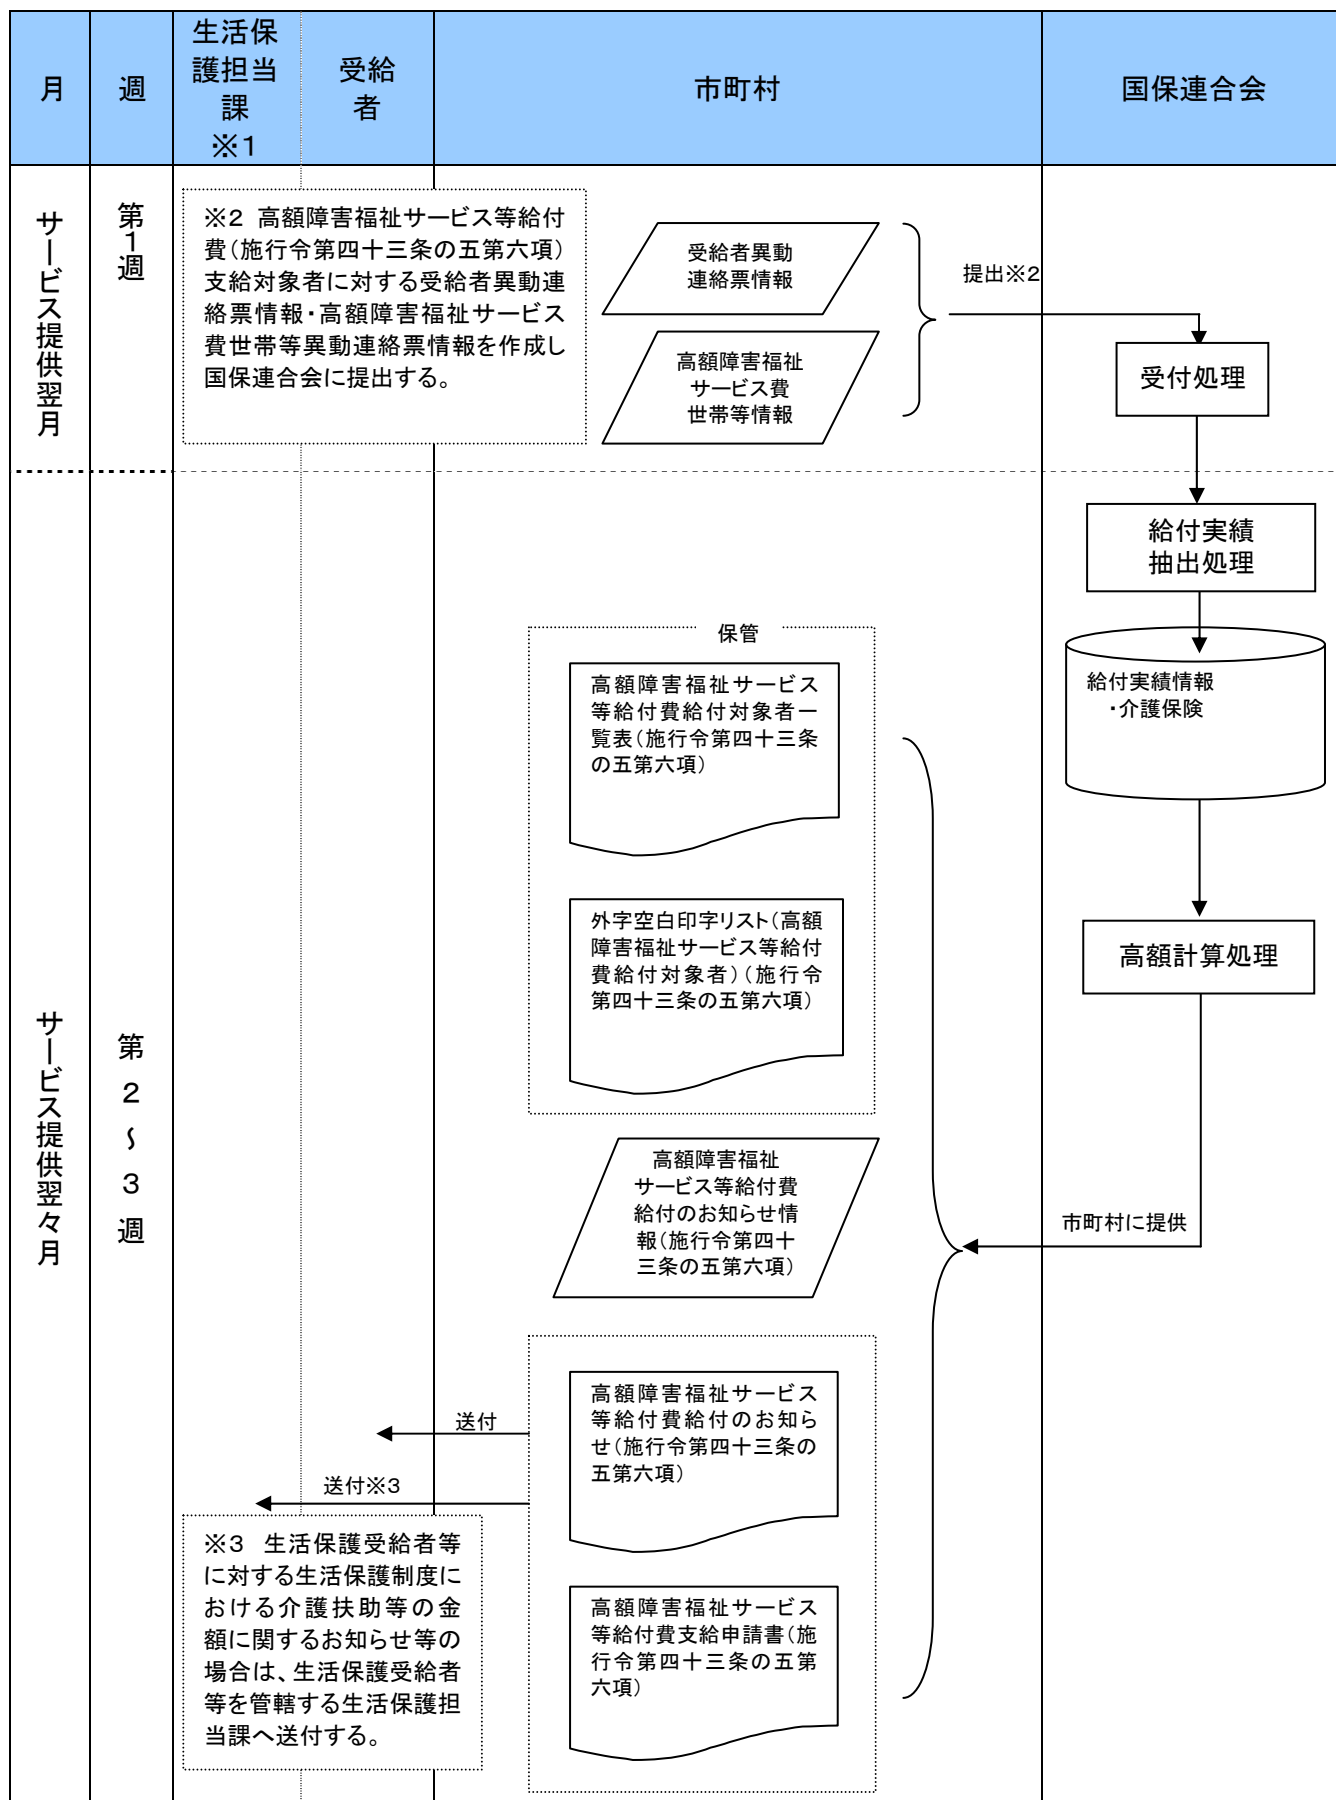 月
週
生活保
護担当
課
※1
受給
者
市町村
国保連合会
サービス提供翌月
第1週
※2 高額障害福祉サービス等給付
費(施行令第四十三条の五第六項)
支給対象者に対する受給者異動連
絡票情報・高額障害福祉サービス
費世帯等異動連絡票情報を作成し
国保連合会に提出する。
受給者異動
連絡票情報
高額障害福祉
サービス費
世帯等情報
提出※2
受付処理
給付実績
抽出処理
給付実績情報
・介護保険
高額計算処理
サービス提供翌々月
第2~3週
保管
高額障害福祉サービス
等給付費給付対象者一
覧表(施行令第四十三条
の五第六項)
外字空白印字リスト(高額
障害福祉サービス等給付
費給付対象者)(施行令
第四十三条の五第六項)
高額障害福祉
サービス等給付費
給付のお知らせ情
報(施行令第四十
三条の五第六項)
市町村に提供
高額障害福祉サービス
等給付費給付のお知ら
せ(施行令第四十三条の
五第六項)
送付
送付※3
※3 生活保護受給者等
に対する生活保護制度に
おける介護扶助等の金
額に関するお知らせ等の
場合は、生活保護受給者
等を管轄する生活保護担
当課へ送付する。
高額障害福祉サービス
等給付費支給申請書(施
行令第四十三条の五第
六項)